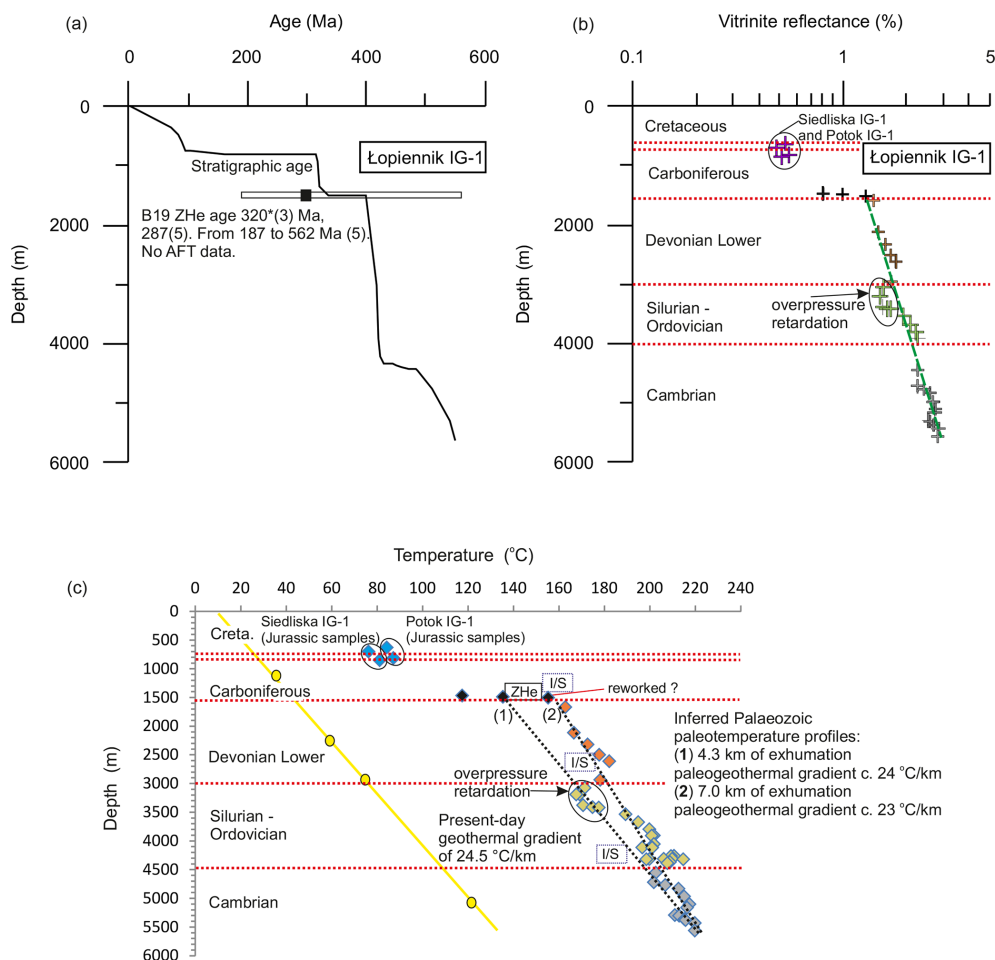 (a)
Age (Ma)
0
200
400
600
0
2000
4000
6000
Depth (m)
Stratigraphic age
Łopiennik IG-1
B19 ZHe age 320*(3) Ma,
287(5). From 187 to 562 Ma (5).
No AFT data.
(b)
Vitrinite reflectance (%)
0.1
1
5
0
2000
4000
6000
Depth (m)
Cretaceous
Siedliska IG-1
and Potok IG-1
Łopiennik IG-1
Carboniferous
Devonian Lower
overpressure
retardation
Silurian -
Ordovician
Cambrian
(c)
Temperature (°C)
0 20 40 60 80 100 120 140 160 180 200 220 240
0
500
1000
1500
2000
2500
3000
3500
4000
4500
5000
5500
6000
Depth (m)
Creta.
Siedliska IG-1
(Jurassic samples)
Potok IG-1
(Jurassic samples)
Carboniferous
ZHe
I/S
reworked ?
(1)
(2)
Devonian Lower
I/S
overpressure
retardation
Silurian -
Ordovician
Present-day
geothermal gradient
of 24.5 °C/km
I/S
Cambrian
Inferred Palaeozoic
paleotemperature profiles:
(1) 4.3 km of exhumation
paleogeothermal gradient c. 24 °C/km
(2) 7.0 km of exhumation
paleogeothermal gradient c. 23 °C/km